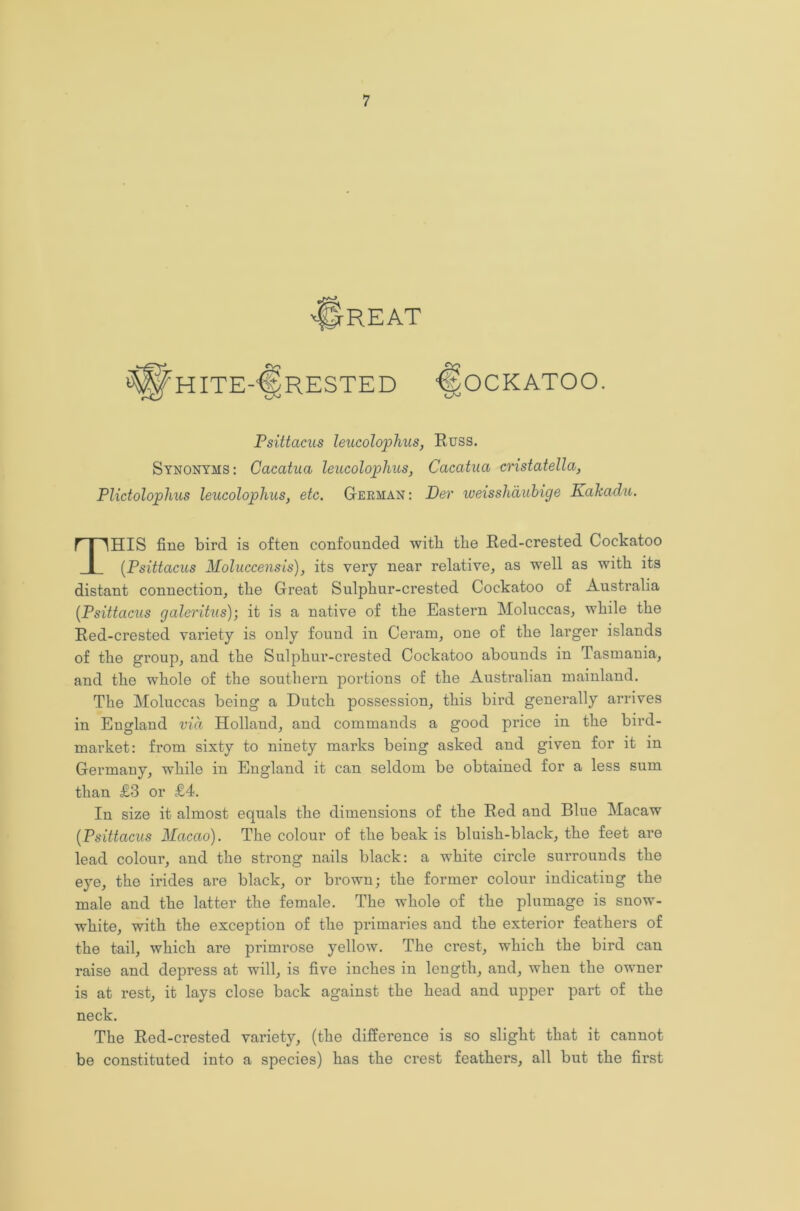 7
GREAT
WHITE-CRESTED COCKATOO.
Psittacus leucolophus, RUSS.
SYNONYMS: Cacatua leucolophus, Cacatua cristatella,
Plictolophus leucolophus, etc. GERMAN: Der weisshäubige Kakadu.
THIS fine bird is often confounded with the Red-crested Cockatoo
(Psittacus Moluccensis), its very near relative, as well as with its
distant connection, the Great Sulphur-crested Cockatoo of Australia
(Psittacus galeritus); it is a native of the Eastern Moluccas, while the
Red-crested variety is only found in Ceram, one of the larger islands
of the group, and the Sulphur-crested Cockatoo abounds in Tasmania,
and the whole of the southern portions of the Australian mainland.
The Moluccas being a Dutch possession, this bird generally arrives
in England viâ Holland, and commands a good price in the bird-
market: from sixty to ninety marks being asked and given for it in
Germany, while in England it can seldom be obtained for a less sum
than £3 or £4.
In size it almost equals the dimensions of the Red and Blue Macaw
(Psittacus Macao). The colour of the beak is bluish-black, the feet are
lead colour, and the strong nails black: a white circle surrounds the
eye, the irides are black, or brown; the former colour indicating the
male and the latter the female. The whole of the plumage is snow-
white, with the exception of the primaries and the exterior feathers of
the tail, which are primrose yellow. The crest, which the bird can
raise and depress at will, is five inches in length, and, when the owner
is at rest, it lays close back against the head and upper part of the
neck.
The Red-crested variety, (the difference is so slight that it cannot
be constituted into a species) has the crest feathers, all but the first